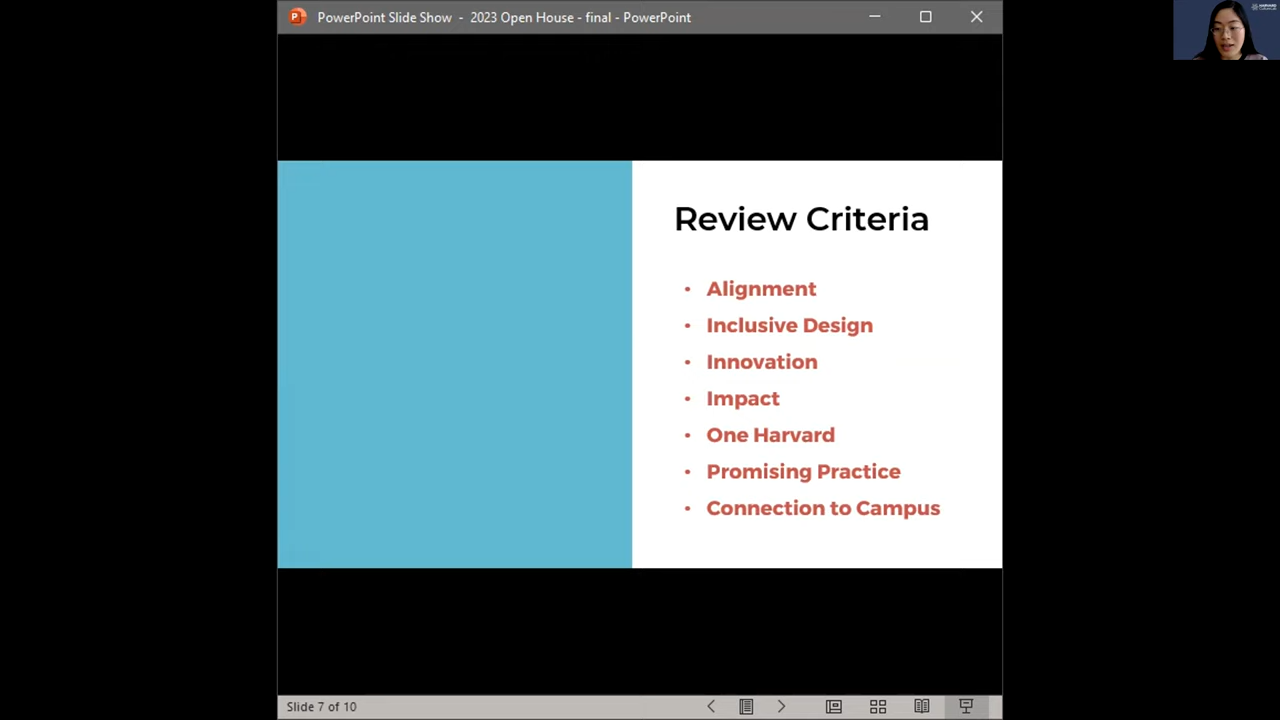 PowerPoint Slide Show - 2023 Open House - final - PowerPoint
HARVARD
Review Criteria
• Alignment
• Inclusive Design
• Innovation
• Impact
• One Harvard
• Promising Practice
• Connection to Campus
Slide 7 of 10